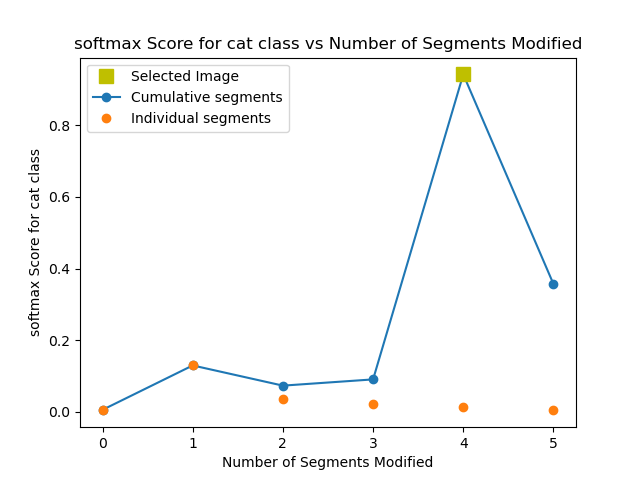 softmax Score for cat class vs Number of Segments Modified
Selected Image
Cumulative segments
Individual segments
softmax Score for cat class
0.8
0.6
0.4
0.2
0.0
0 1 2 3 4 5
Number of Segments Modified